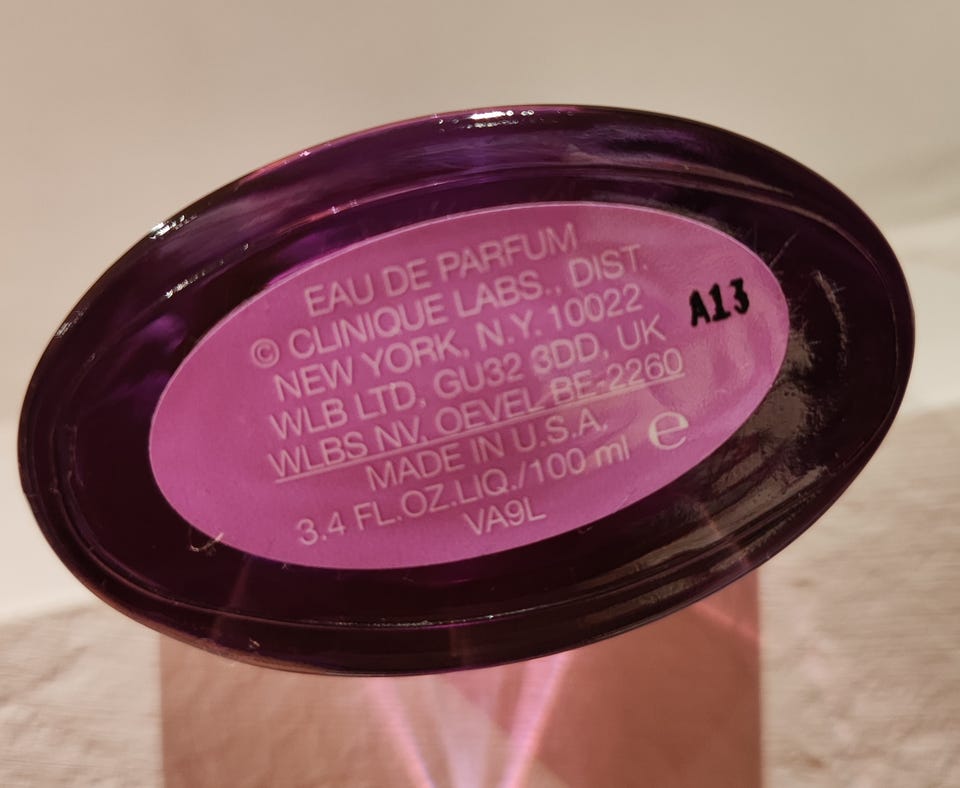 EAU DE PARFUM
© CLINIQUE LABS., DIST.
NEW YORK, N.Y. 10022
A13
WLB LTD, GU32 3DD, UK
WLBS NV, OEVEL BE-2260
MADE IN U.S.A.
3.4 FL.OZ.LIQ./100 ml e
VA9L